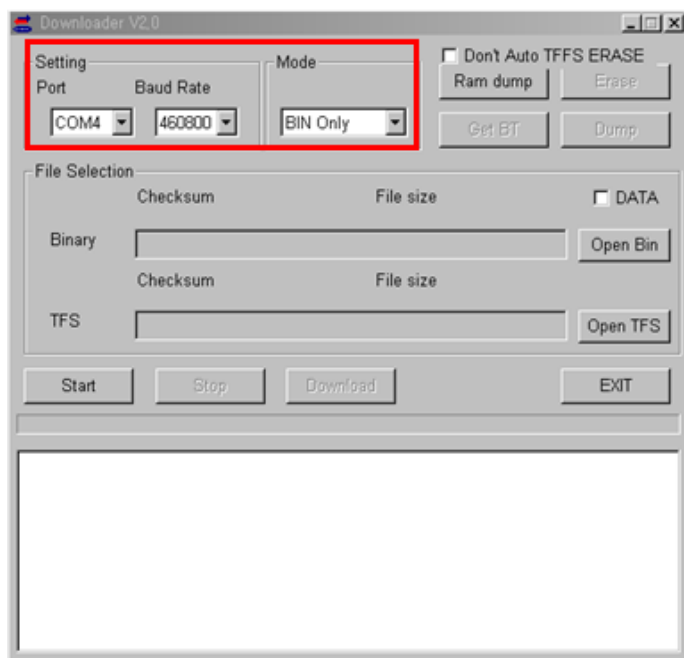 Downloader V2,0
Setting
Mode
Don't Auto TFFS ERASE
Port
Baud Rate
Ram dump
Erase
COM4
460800
BIN Only
Get BT
Dump
File Selection
Checksum
File size
DATA
Binary
Open Bin
Checksum
File size
TFS
Open TFS
Start
Stop
Download
EXIT